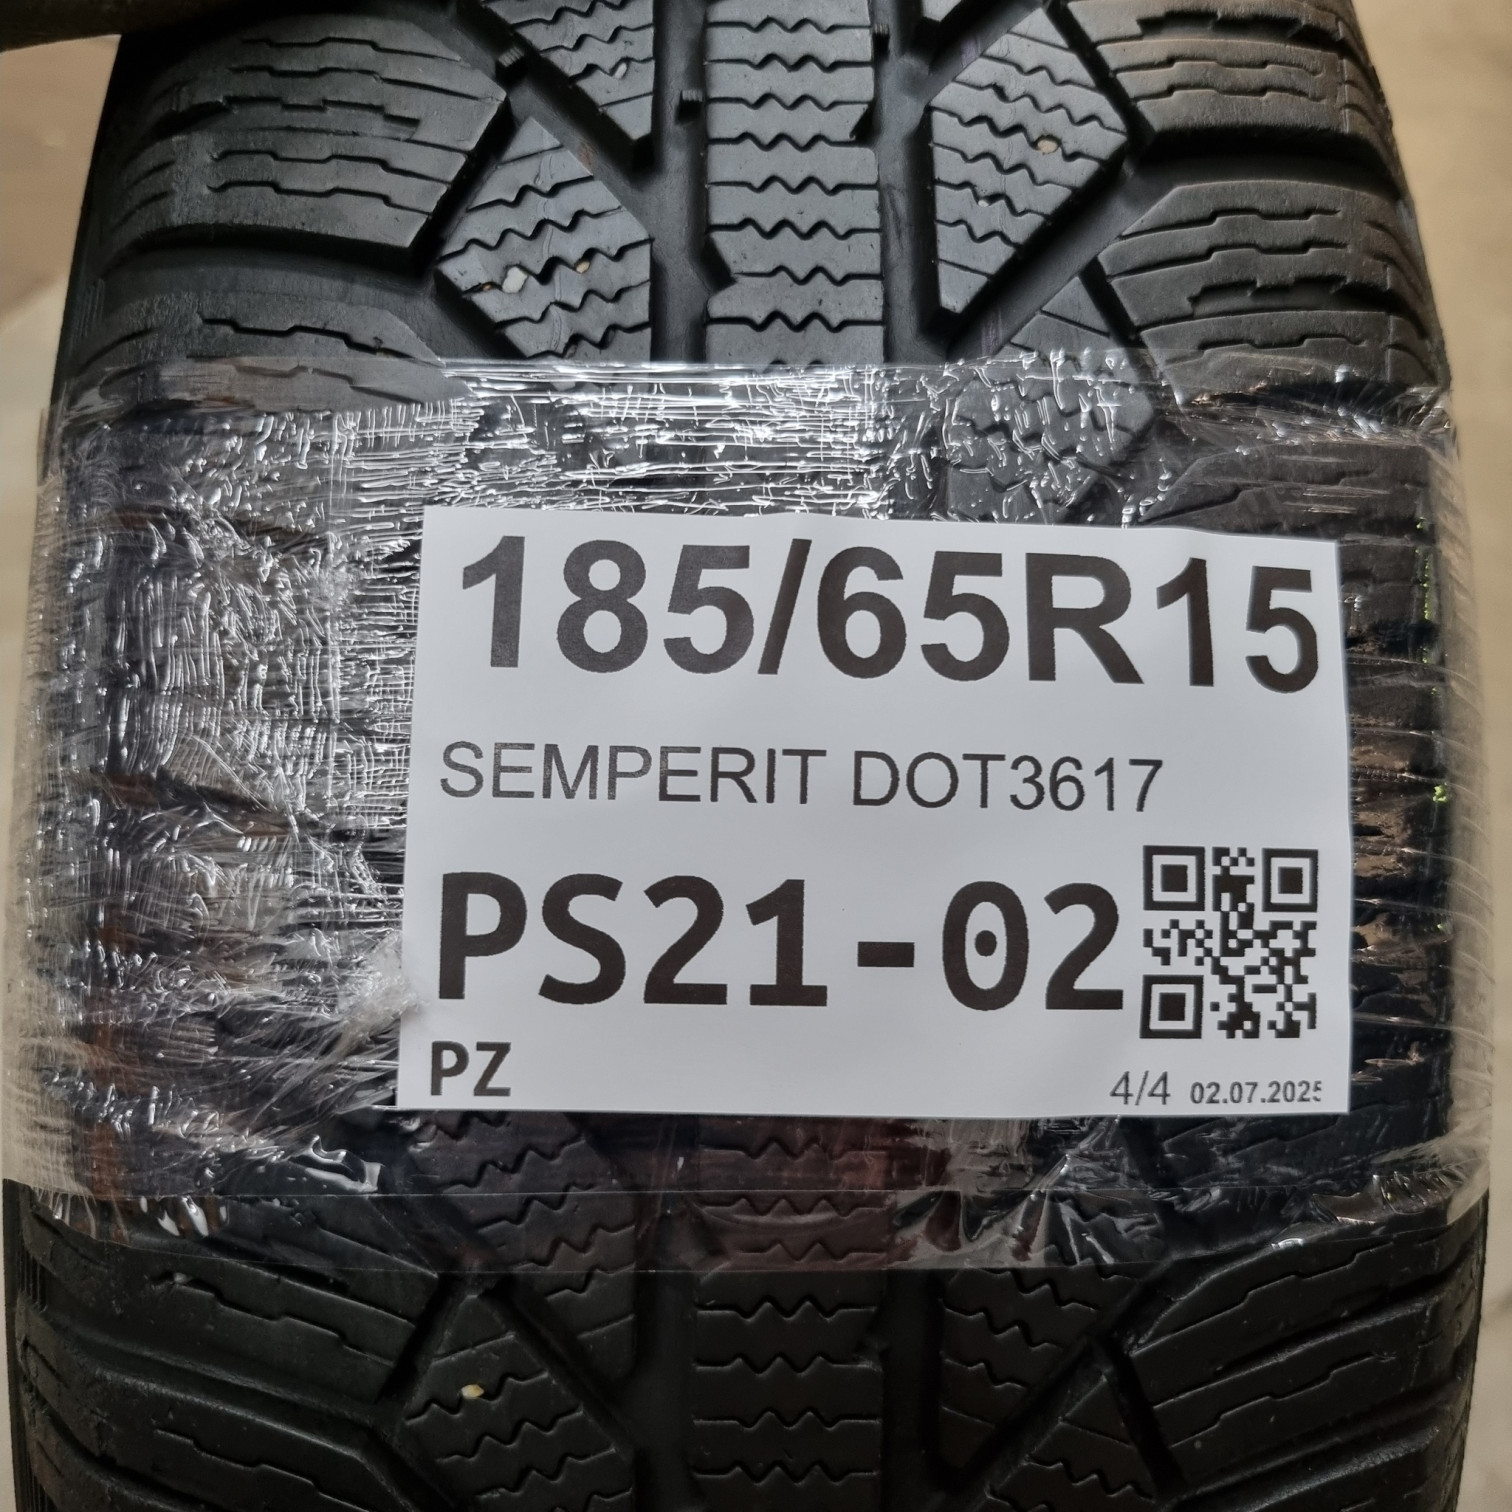 185/65R15
SEMPERIT DOT3617
PS21-02
PZ
4/4 02.07.2025